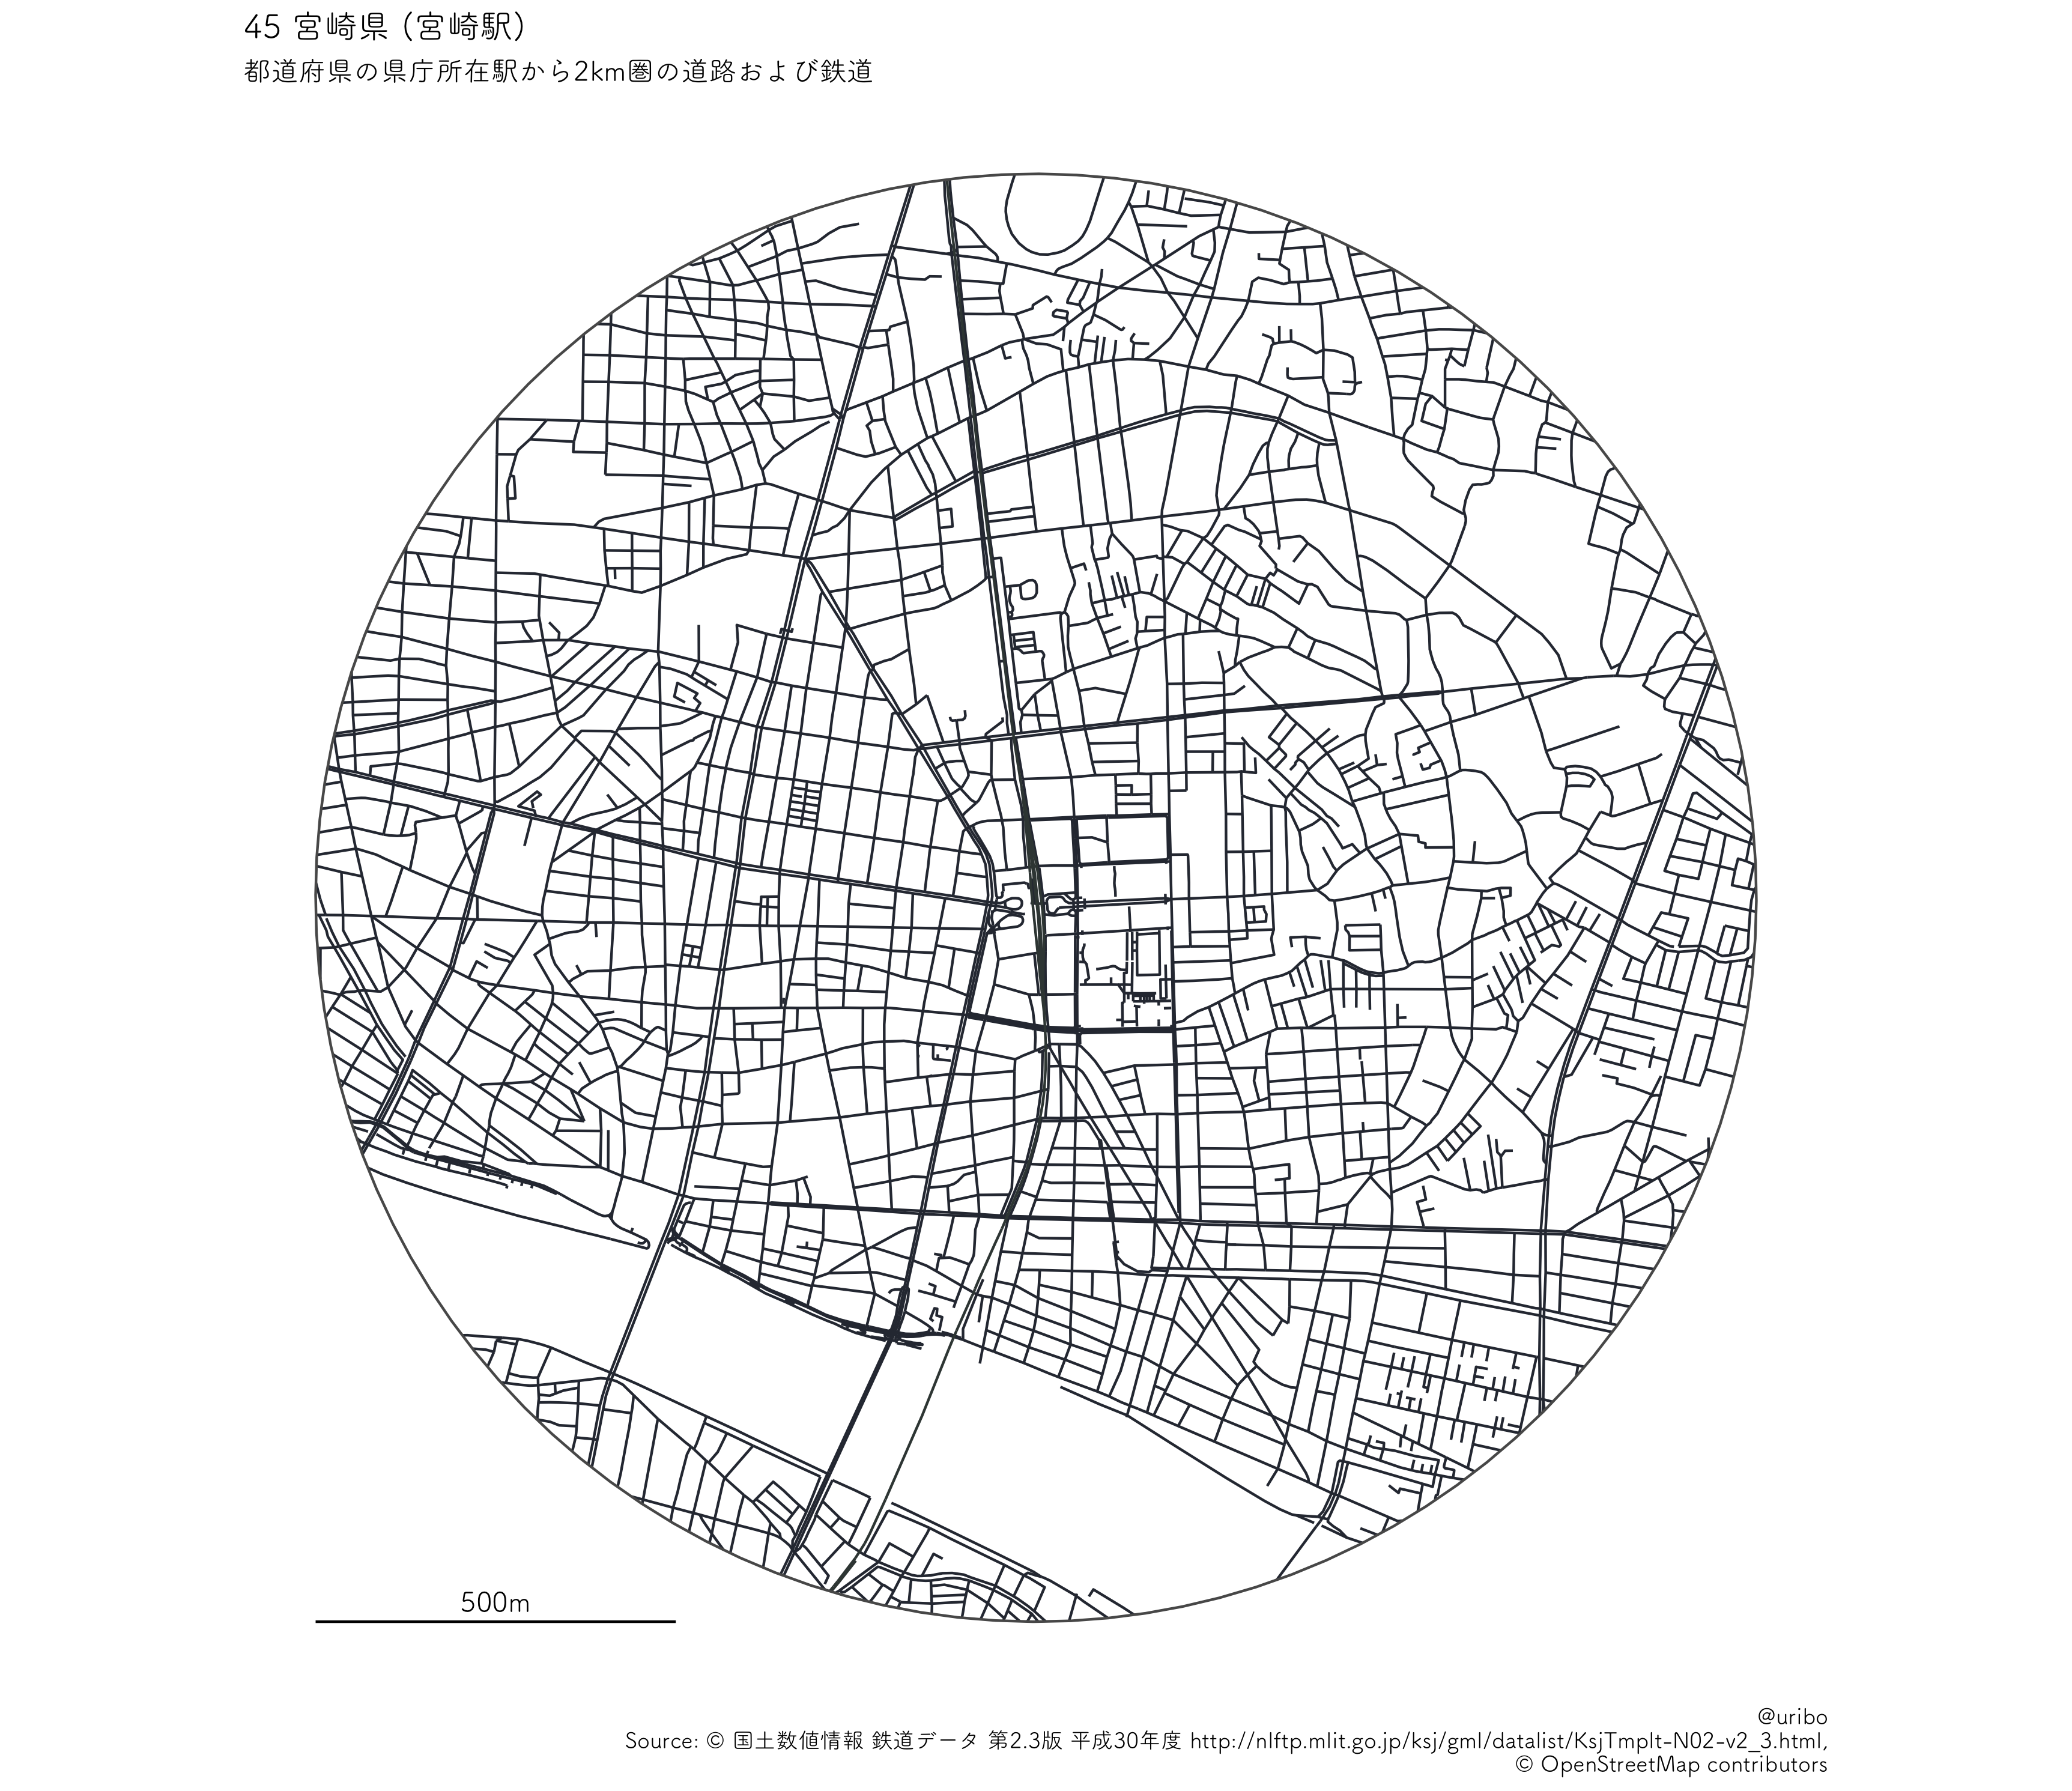 45 宮崎県 (宮崎駅)
都道府県の県庁所在駅から2km圏の道路および鉄道
500m
@uribo
Source: © 国土数値情報 鉄道データ 第2.3版 平成30年度 http://nlftp.mlit.go.jp/ksj/gml/datalist/KsjTmplt-N02-v2_3.html,
© OpenStreetMap contributors